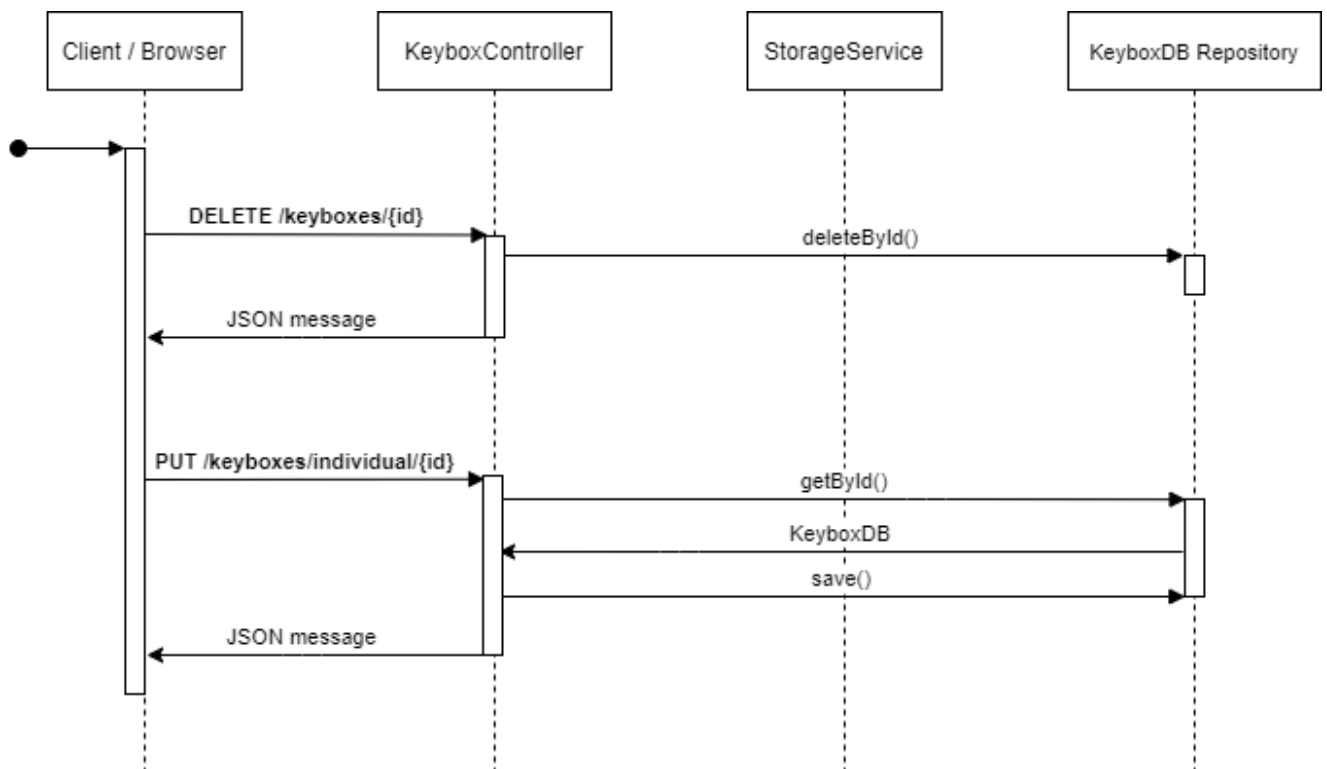 Client / Browser
KeyboxController
StorageService
KeyboxDB Repository
DELETE /keyboxes/{id}
deleteById()
JSON message
PUT /keyboxes/individual/{id}
getById()
KeyboxDB
save()
JSON message